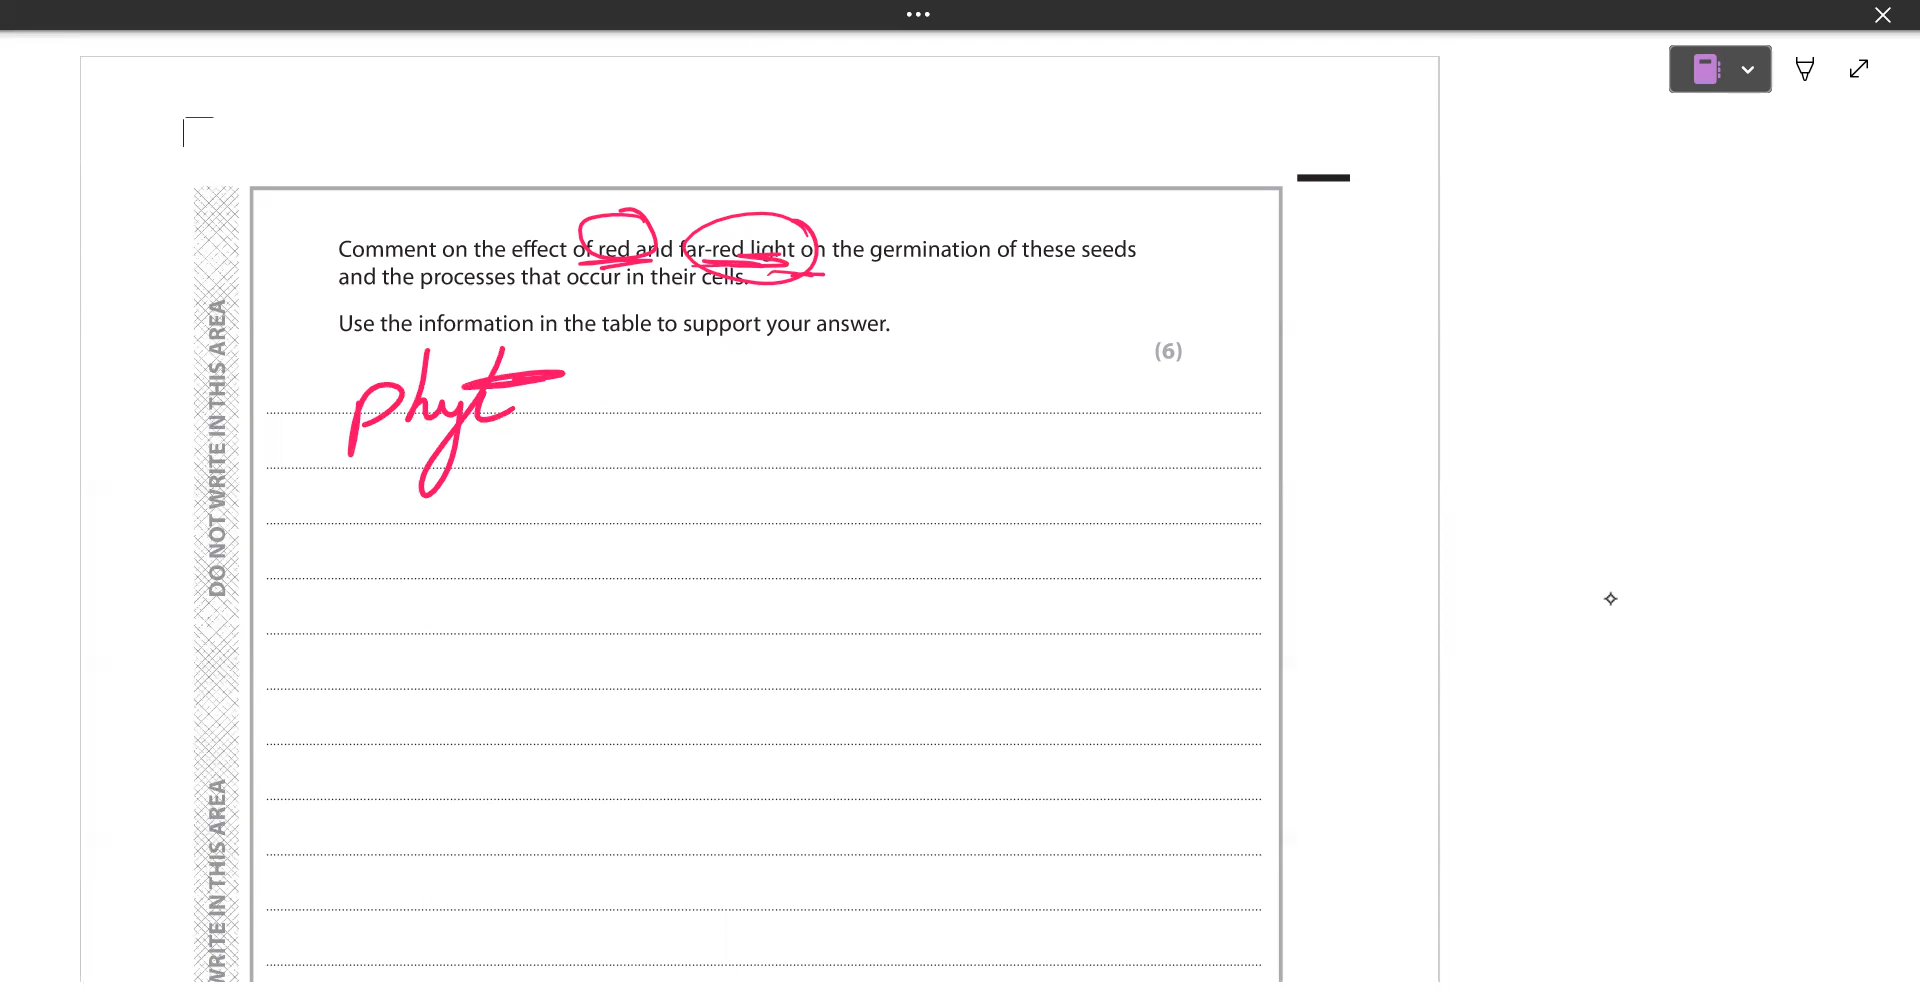 Comment on the effect of red and far-red light on the germination of these seeds
and the processes that occur in their cells.
Use the information in the table to support your answer.
(6)
phyt
DO NOT WRITE IN THIS AREA
WRITE IN THIS AREA